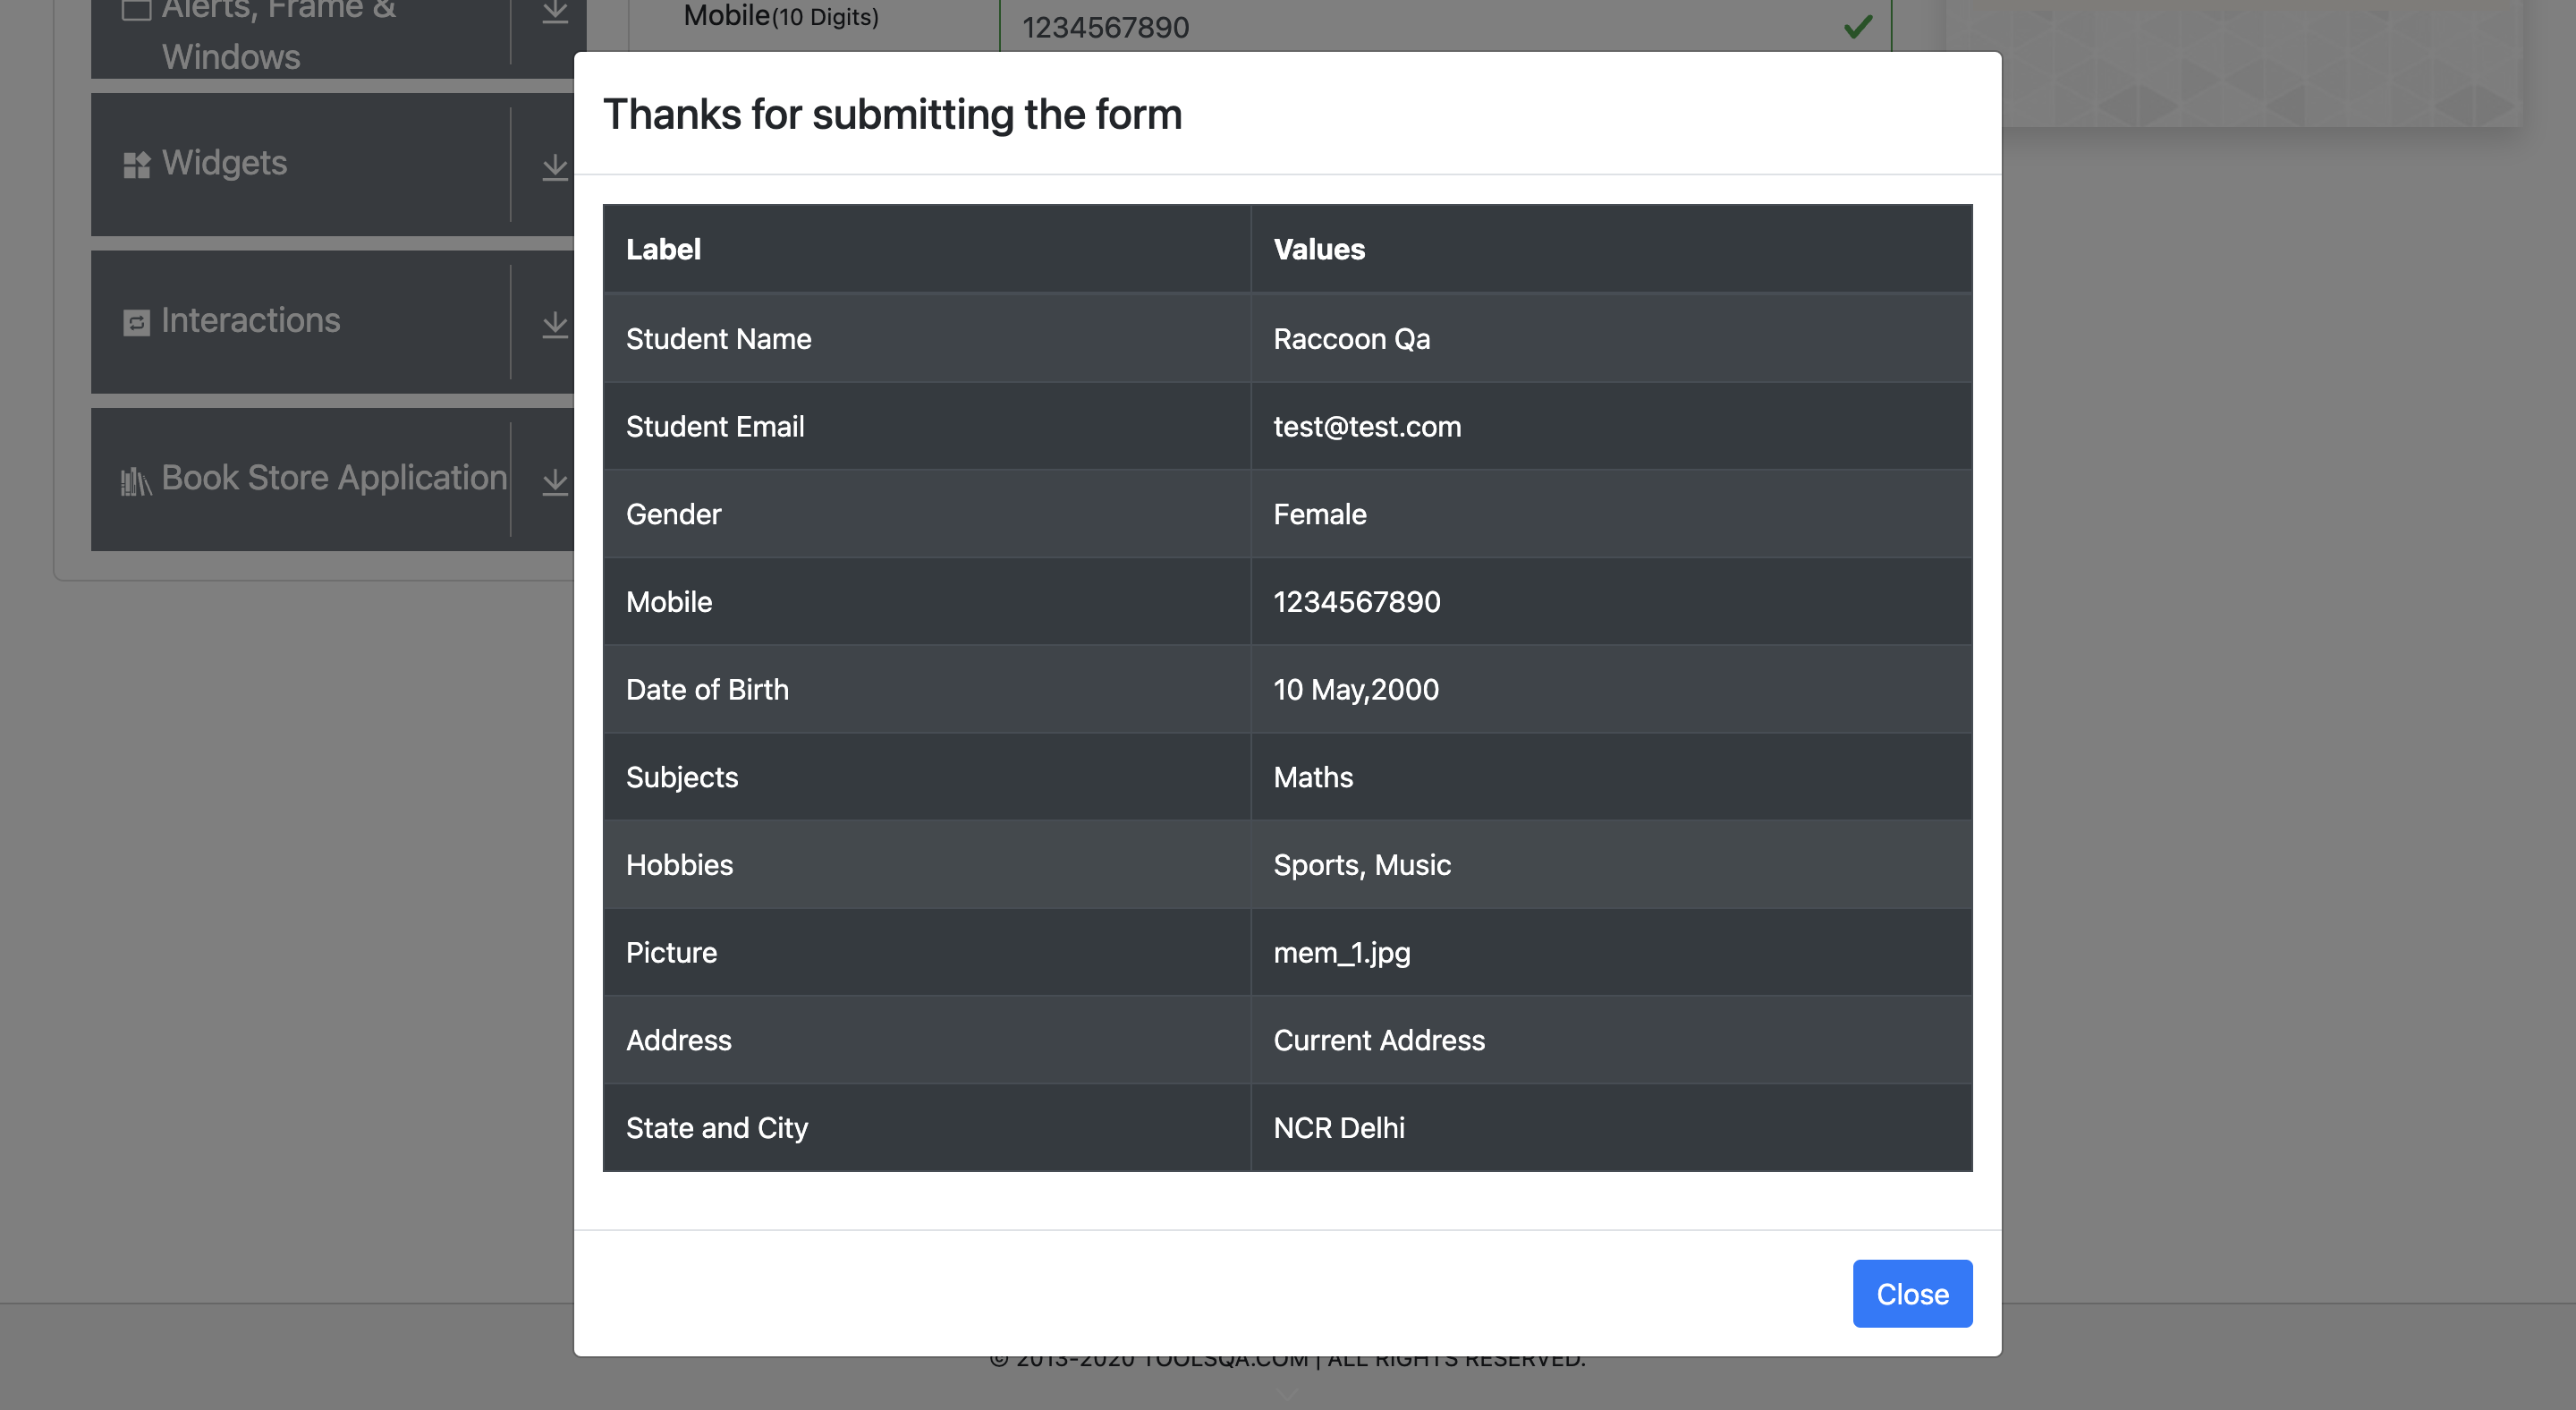 Alerts, Frame &
Windows
Widgets
Interactions
Book Store Application
Mobile(10 Digits)
1234567890
Thanks for submitting the form
Label Values
Student Name Raccoon Qa
Student Email test@test.com
Gender Female
Mobile 1234567890
Date of Birth 10 May,2000
Subjects Maths
Hobbies Sports, Music
Picture mem_1.jpg
Address Current Address
State and City NCR Delhi
Close
© 2013-2020 TOOLSQA.COM | ALL RIGHTS RESERVED.